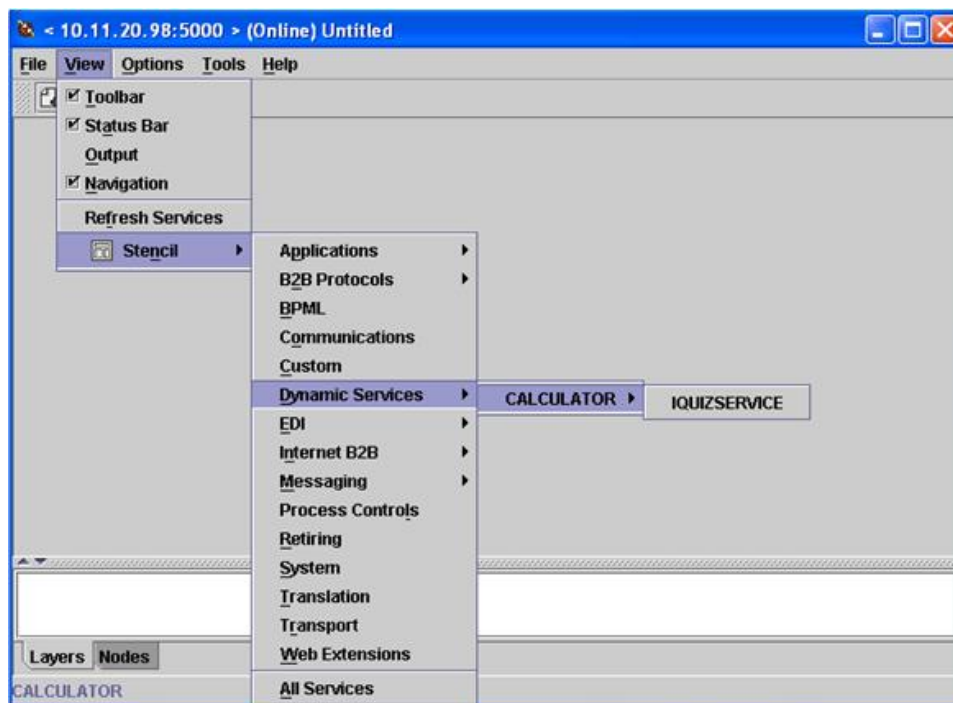 < 10.11.20.98:5000 > (Online) Untitled
File View Options Tools Help
Toolbar
Status Bar
Output
Navigation
Refresh Services
Stencil
Applications
B2B Protocols
BPML
Communications
Custom
Dynamic Services
CALCULATOR
IQUIZSERVICE
EDI
Internet B2B
Messaging
Process Controls
Retiring
System
Translation
Transport
Web Extensions
All Services
Layers Nodes
CALCULATOR